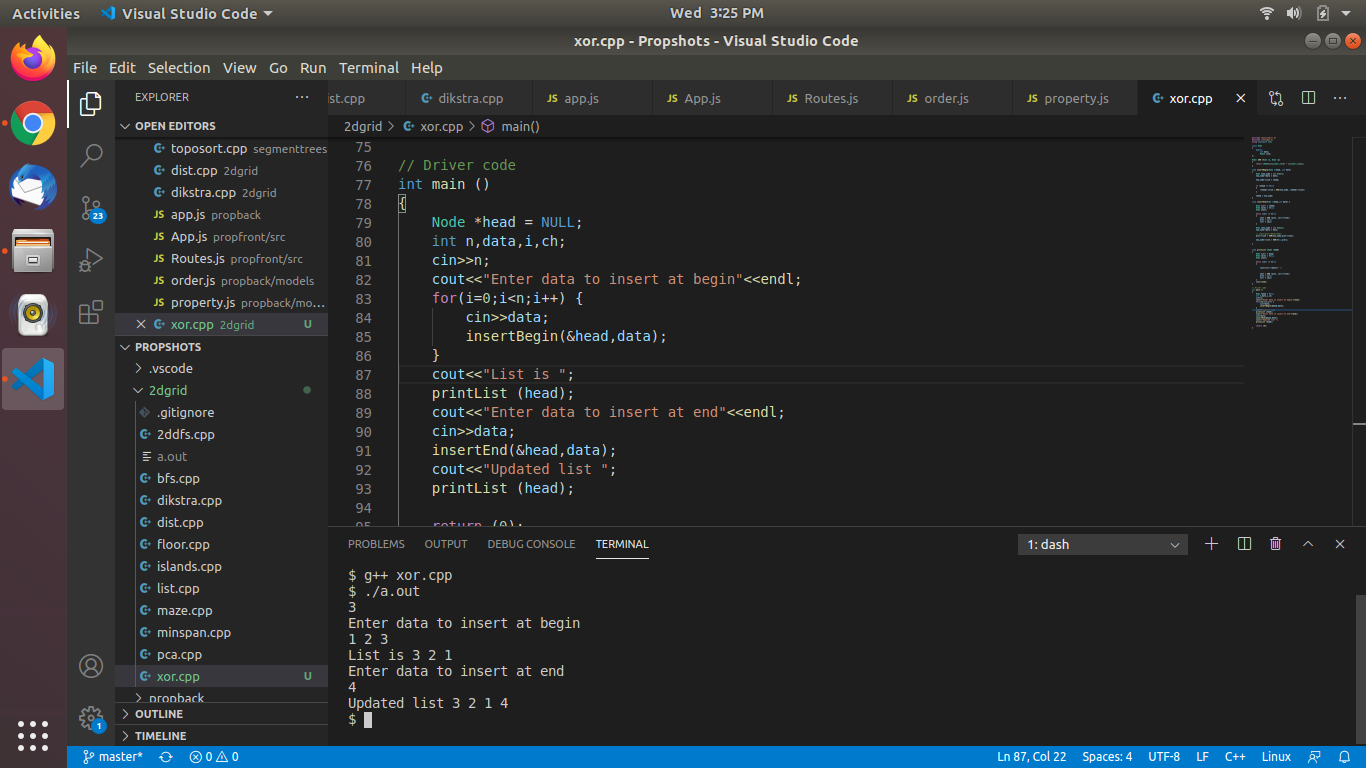 Activities Visual Studio Code Wed 3:25 PM
xor.cpp - Propshots - Visual Studio Code
File Edit Selection View Go Run Terminal Help
EXPLORER ···
st.cpp dikstra.cpp JS app.js JS App.js JS Routes.js JS order.js JS property.js xor.cpp
2dgrid > xor.cpp > main()
OPEN EDITORS
toposort.cpp segmenttrees
dist.cpp 2dgrid
dikstra.cpp 2dgrid
JS app.js propback
JS App.js propfront/src
JS Routes.js propfront/src
JS order.js propback/models
JS property.js propback/mo...
xor.cpp 2dgrid U
PROPSHOTS
.vscode
2dgrid
.gitignore
2ddfs.cpp
a.out
bfs.cpp
dikstra.cpp
dist.cpp
floor.cpp
islands.cpp
list.cpp
maze.cpp
minspan.cpp
pca.cpp
xor.cpp U
propback
OUTLINE
TIMELINE
23
1
75
76 // Driver code
77 int main ()
78 {
79 Node *head = NULL;
80 int n,data,i,ch;
81 cin>>n;
82 cout<<"Enter data to insert at begin"<<endl;
83 for(i=0;i<n;i++) {
84 cin>>data;
85 insertBegin(&head,data);
86 }
87 cout<<"List is ";
88 printList (head);
89 cout<<"Enter data to insert at end"<<endl;
90 cin>>data;
91 insertEnd(&head,data);
92 cout<<"Updated list ";
93 printList (head);
94
95 return (0);
PROBLEMS OUTPUT DEBUG CONSOLE TERMINAL 1: dash
$ g++ xor.cpp
$ ./a.out
3
Enter data to insert at begin
1 2 3
List is 3 2 1
Enter data to insert at end
4
Updated list 3 2 1 4
$
master* 0 0 Ln 87, Col 22 Spaces: 4 UTF-8 LF C++ Linux